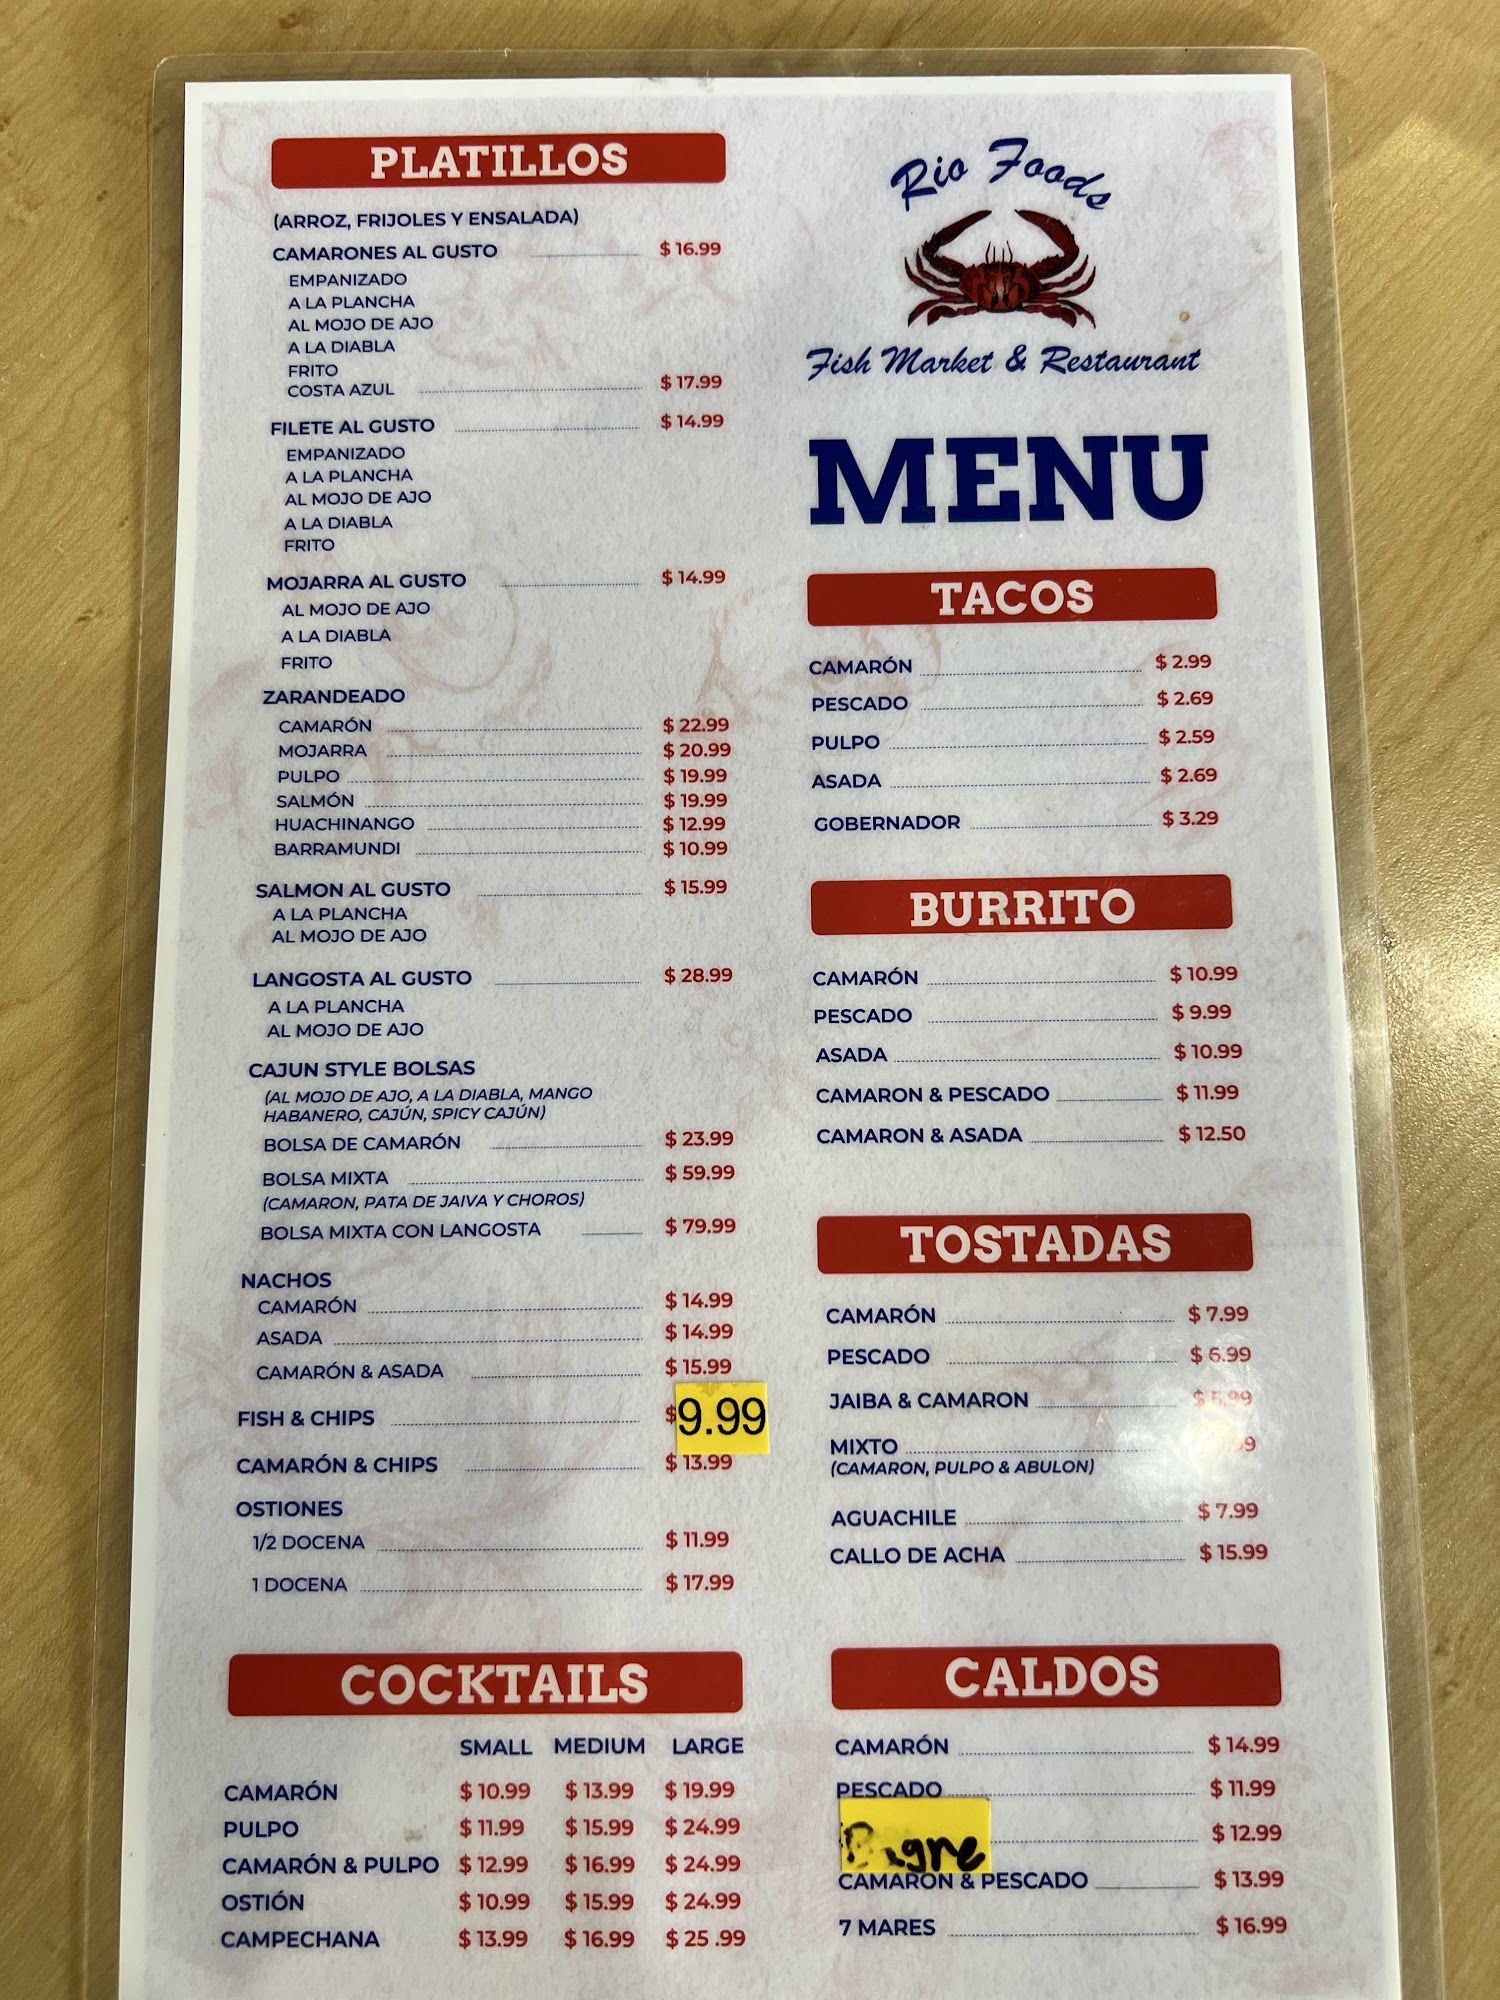 PLATILLOS
(ARROZ, FRIJOLES Y ENSALADA)
CAMARONES AL GUSTO $ 16.99
EMPANIZADO
A LA PLANCHA
AL MOJO DE AJO
A LA DIABLA
FRITO
COSTA AZUL $ 17.99
FILETE AL GUSTO $ 14.99
EMPANIZADO
A LA PLANCHA
AL MOJO DE AJO
A LA DIABLA
FRITO
MOJARRA AL GUSTO $ 14.99
AL MOJO DE AJO
A LA DIABLA
FRITO
ZARANDEADO
CAMARÓN $ 22.99
MOJARRA $ 20.99
PULPO $ 19.99
SALMÓN $ 19.99
HUACHINANGO $ 12.99
BARRAMUNDI $ 10.99
SALMON AL GUSTO $ 15.99
A LA PLANCHA
AL MOJO DE AJO
LANGOSTA AL GUSTO $ 28.99
A LA PLANCHA
AL MOJO DE AJO
CAJUN STYLE BOLSAS
(AL MOJO DE AJO, A LA DIABLA, MANGO
HABANERO, CAJÚN, SPICY CAJÚN)
BOLSA DE CAMARÓN $ 23.99
BOLSA MIXTA $ 59.99
(CAMARON, PATA DE JAIVA Y CHOROS)
BOLSA MIXTA CON LANGOSTA $ 79.99
NACHOS
CAMARÓN $ 14.99
ASADA $ 14.99
CAMARÓN & ASADA $ 15.99
FISH & CHIPS $ 9.99
CAMARÓN & CHIPS $ 13.99
OSTIONES
1/2 DOCENA $ 11.99
1 DOCENA $ 17.99
COCKTAILS
SMALL MEDIUM LARGE
CAMARÓN $ 10.99 $ 13.99 $ 19.99
PULPO $ 11.99 $ 15.99 $ 24.99
CAMARÓN & PULPO $ 12.99 $ 16.99 $ 24.99
OSTIÓN $ 10.99 $ 15.99 $ 24.99
CAMPECHANA $ 13.99 $ 16.99 $ 25 .99
Rio Foods
Fish Market & Restaurant
MENU
TACOS
CAMARÓN $ 2.99
PESCADO $ 2.69
PULPO $ 2.59
ASADA $ 2.69
GOBERNADOR $ 3.29
BURRITO
CAMARÓN $ 10.99
PESCADO $ 9.99
ASADA $ 10.99
CAMARON & PESCADO $ 11.99
CAMARON & ASADA $ 12.50
TOSTADAS
CAMARÓN $ 7.99
PESCADO $ 6.99
JAIBA & CAMARON
MIXTO
(CAMARON, PULPO & ABULON)
AGUACHILE $ 7.99
CALLO DE ACHA $ 15.99
CALDOS
CAMARÓN $ 14.99
PESCADO $ 11.99
Bagre $ 12.99
CAMARON & PESCADO $ 13.99
7 MARES $ 16.99